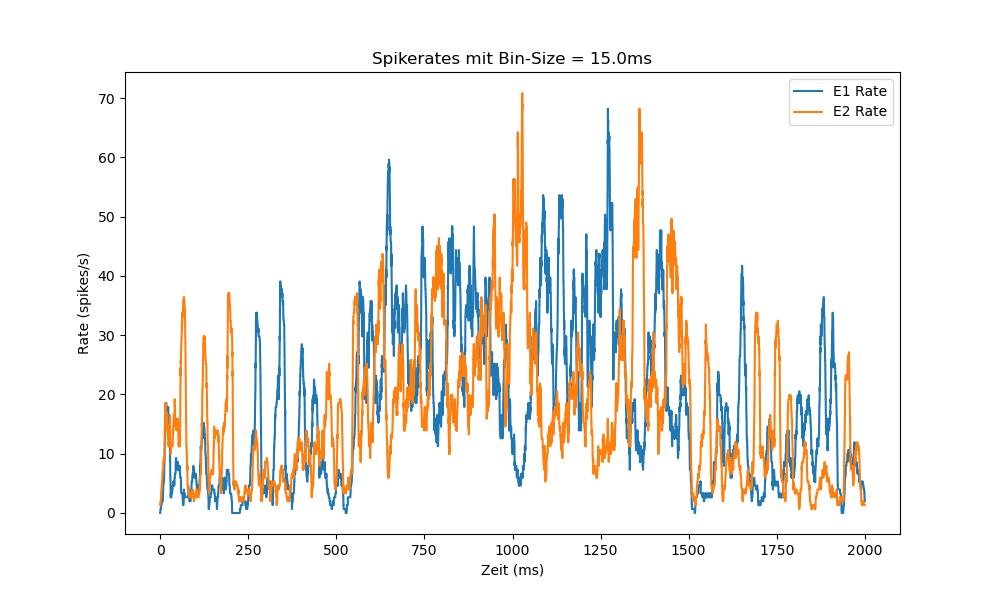 Spikerates mit Bin-Size = 15.0ms
E1 Rate
E2 Rate
Rate (spikes/s)
70
60
50
40
30
20
10
0
0 250 500 750 1000 1250 1500 1750 2000
Zeit (ms)